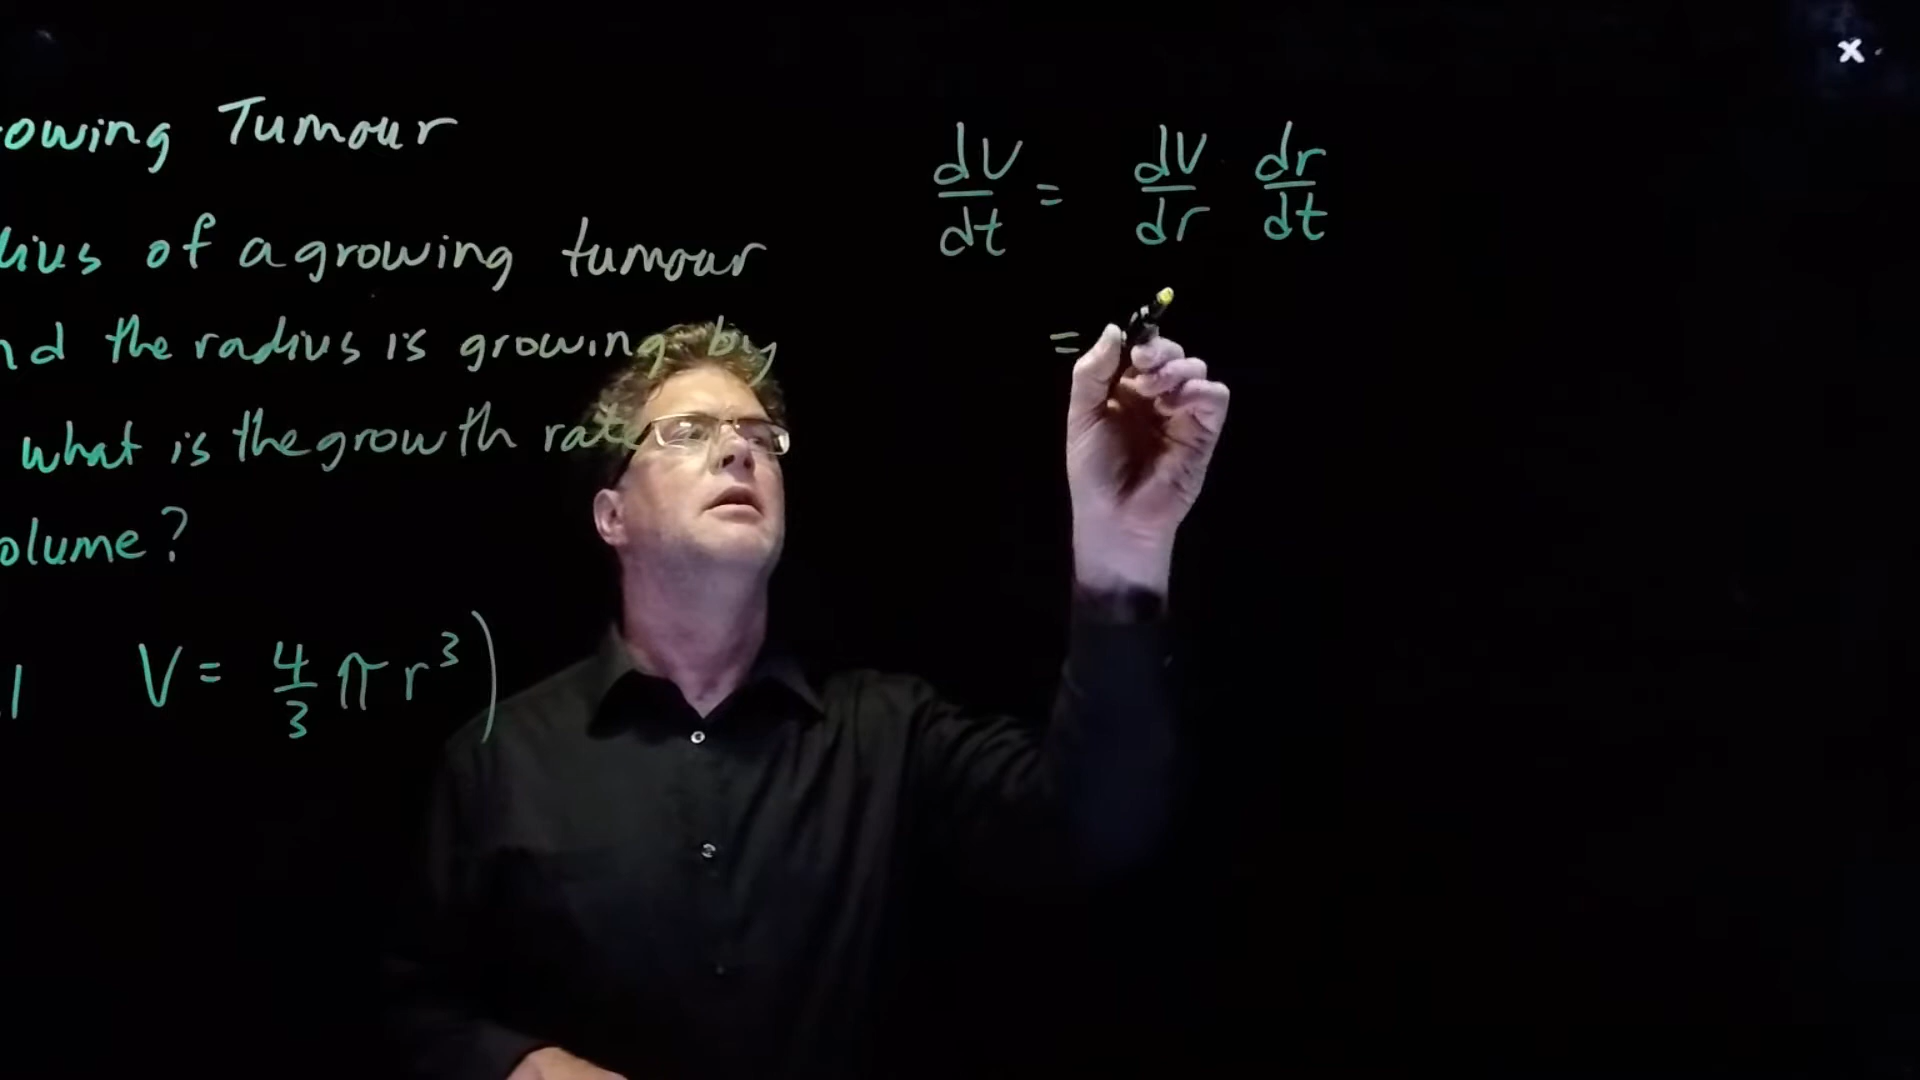 owing Tumour
dius of a growing tumour
nd the radius is growing by
what is the growth rate
olume?
l V = 4/3 π r³)
dV/dt = dV/dr dr/dt
=
x